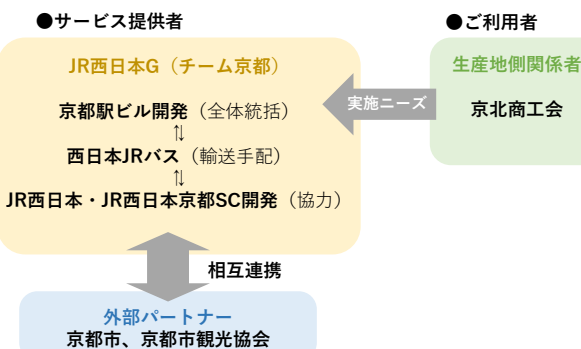 ●サービス提供者
JR西日本G（チーム京都）
京都駅ビル開発（全体統括）
⇅
西日本JRバス（輸送手配）
⇅
JR西日本・JR西日本京都SC開発（協力）
●ご利用者
生産地側関係者
京北商工会
実施ニーズ
相互連携
外部パートナー
京都市、京都市観光協会